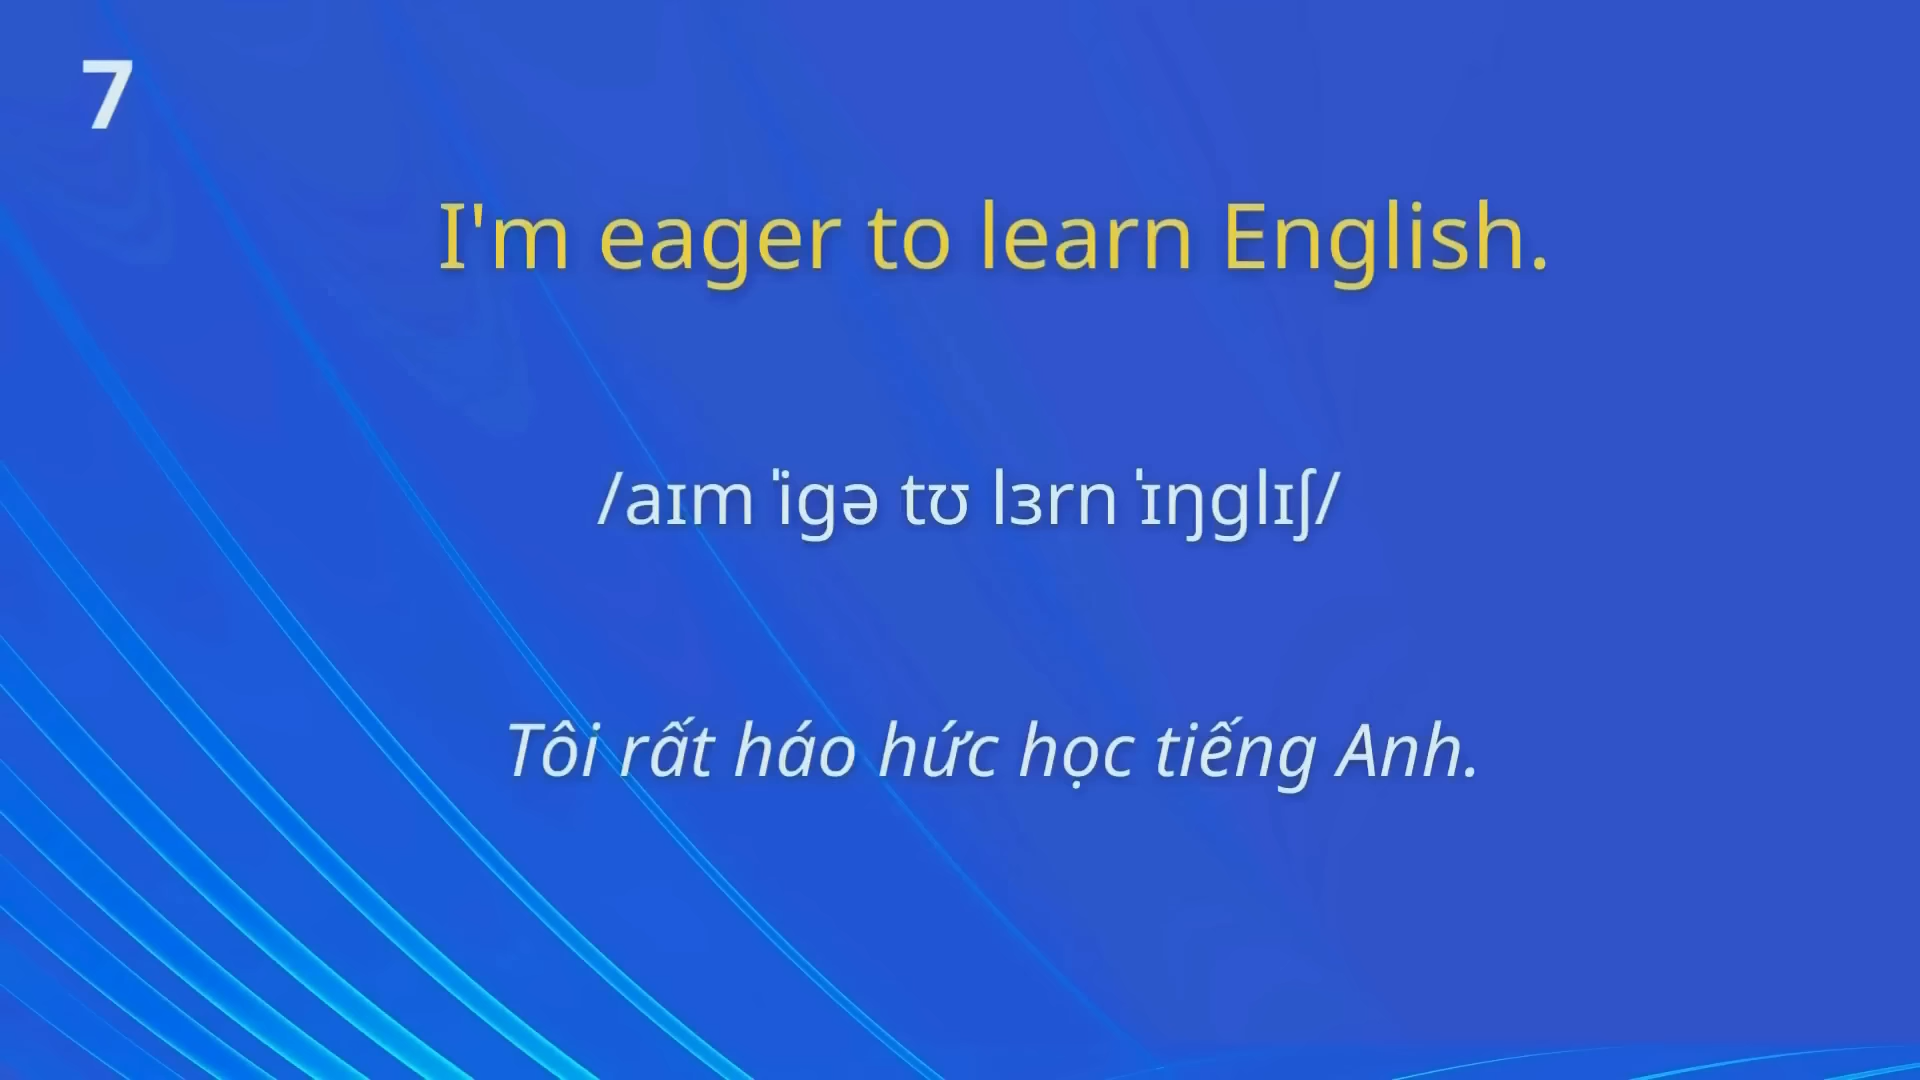 7
I'm eager to learn English.
/aɪm ˈigə tʊ lɜrn ˈɪŋglɪʃ/
Tôi rất háo hức học tiếng Anh.